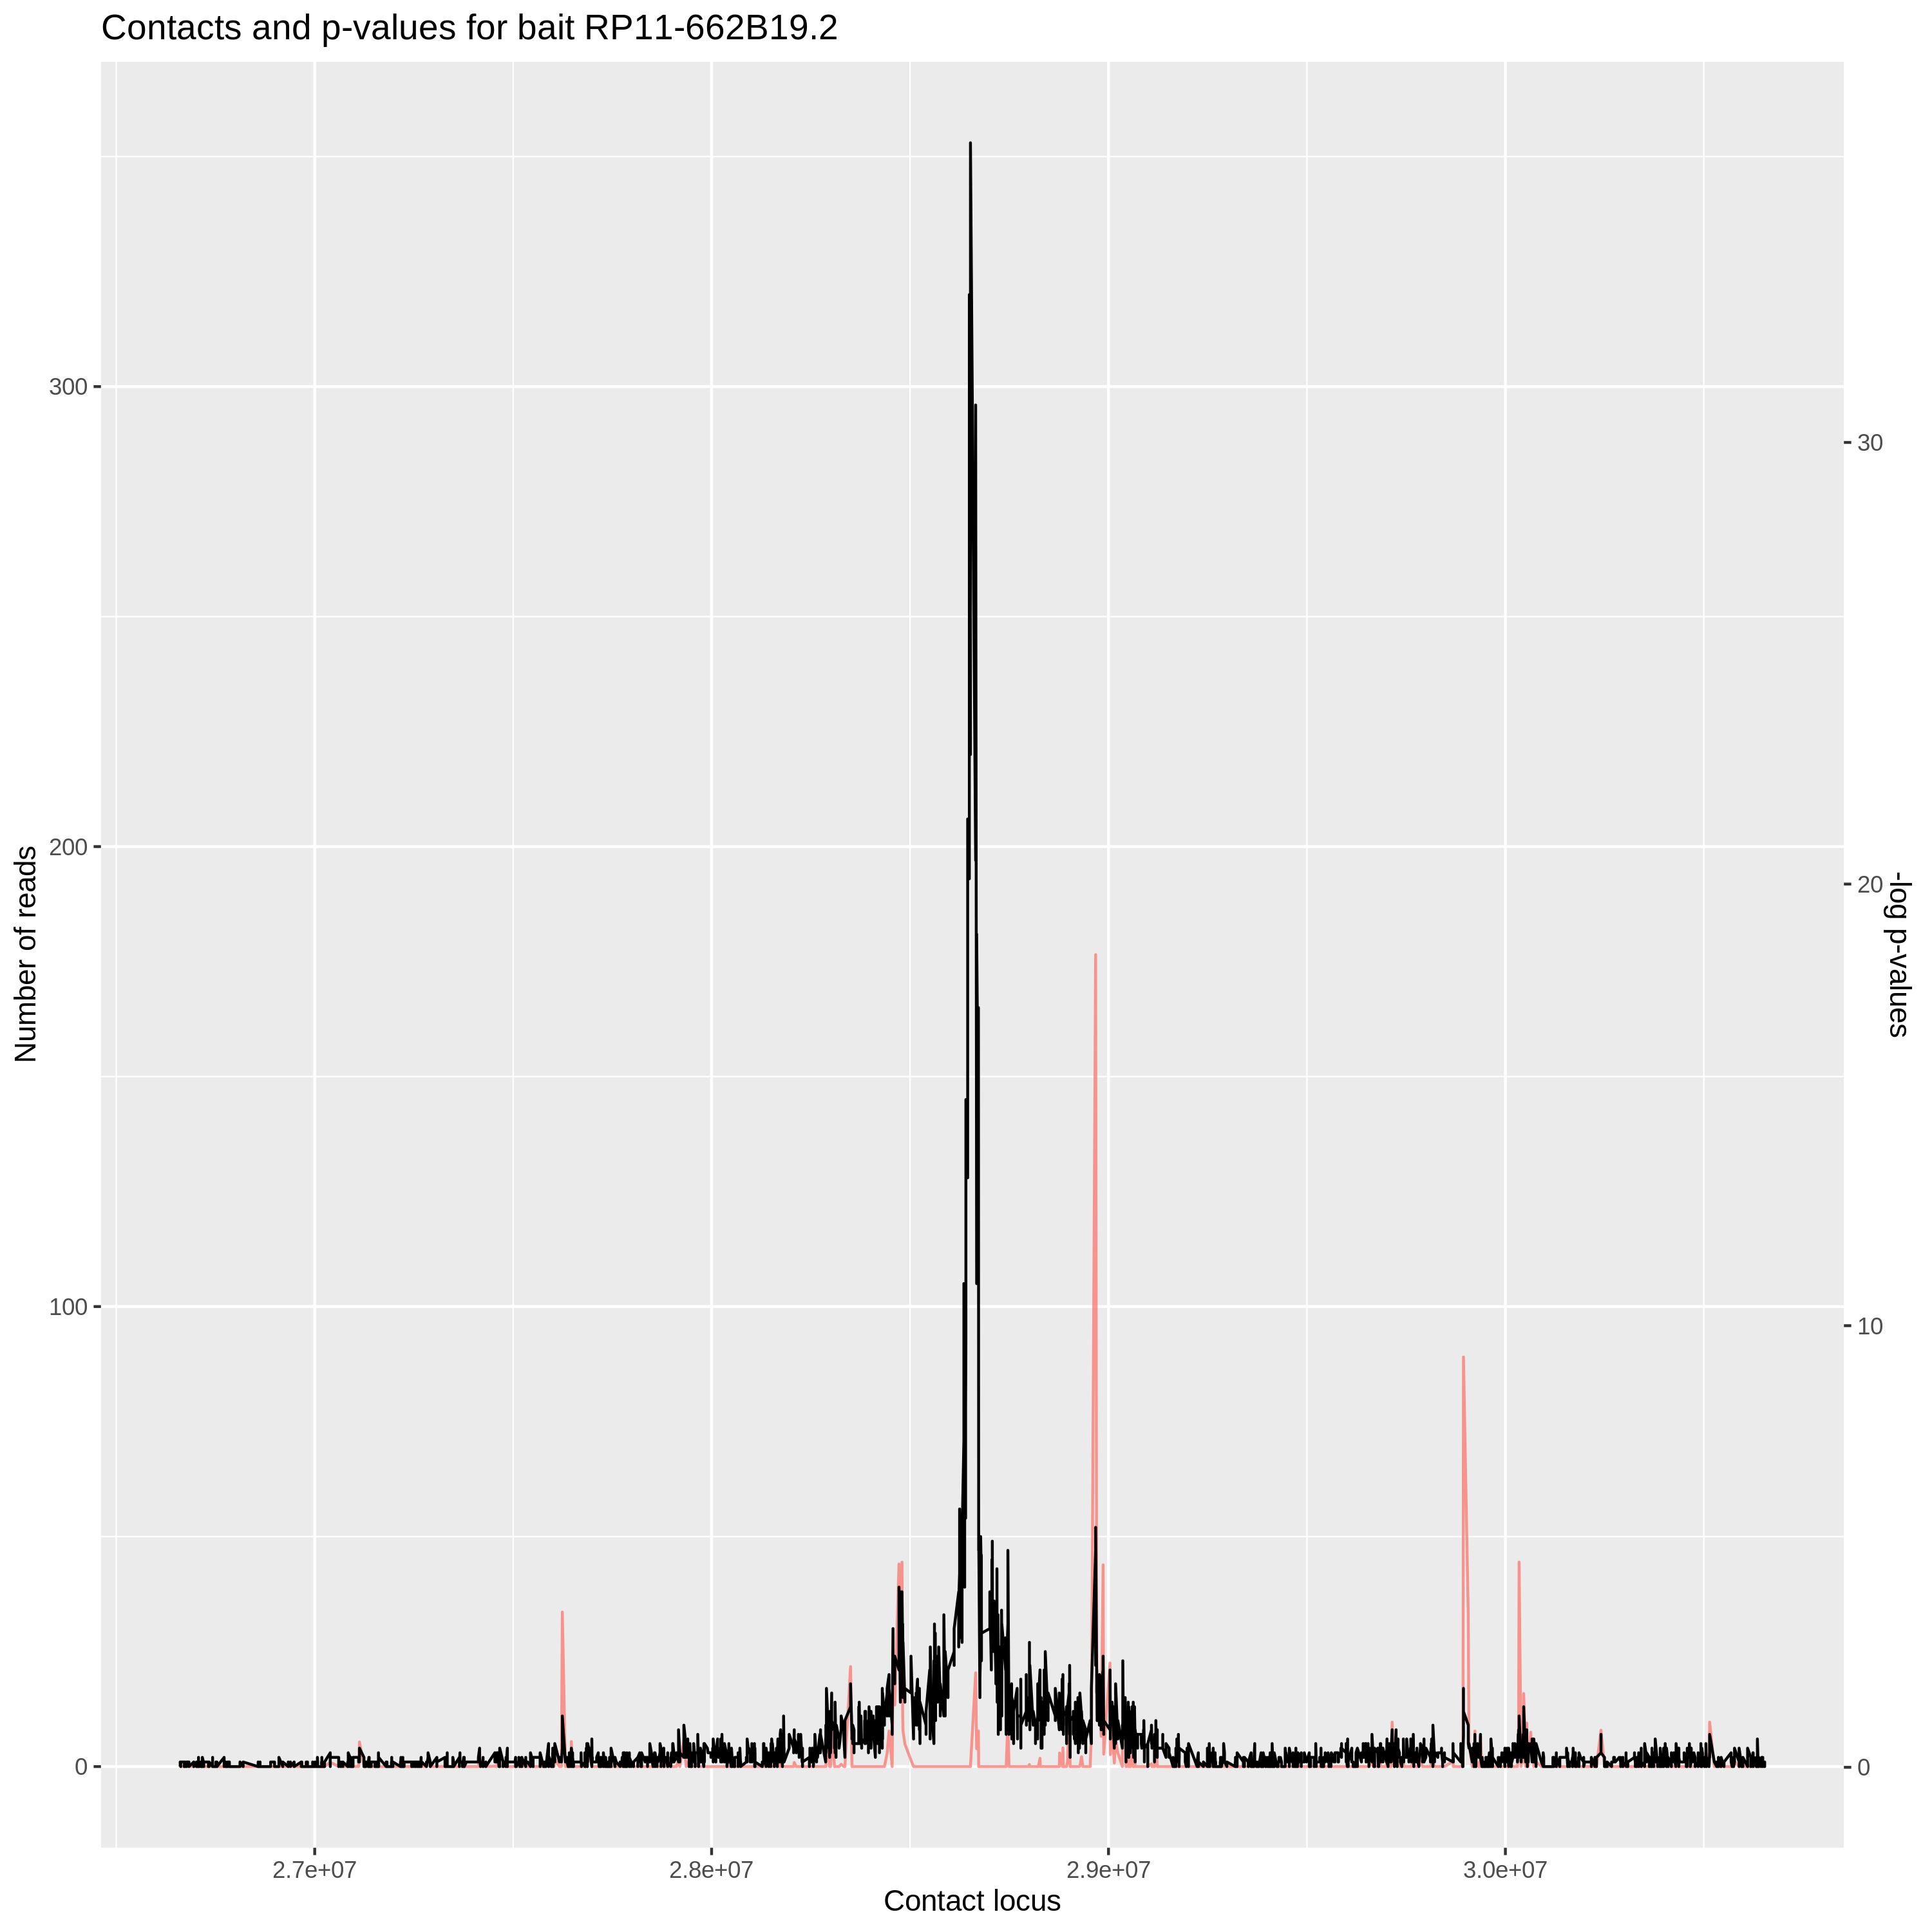 Contacts and p-values for bait RP11-662B19.2
Number of reads
300
200
100
0
30
20
10
0
-log p-values
2.7e+07
2.8e+07
2.9e+07
3.0e+07
Contact locus